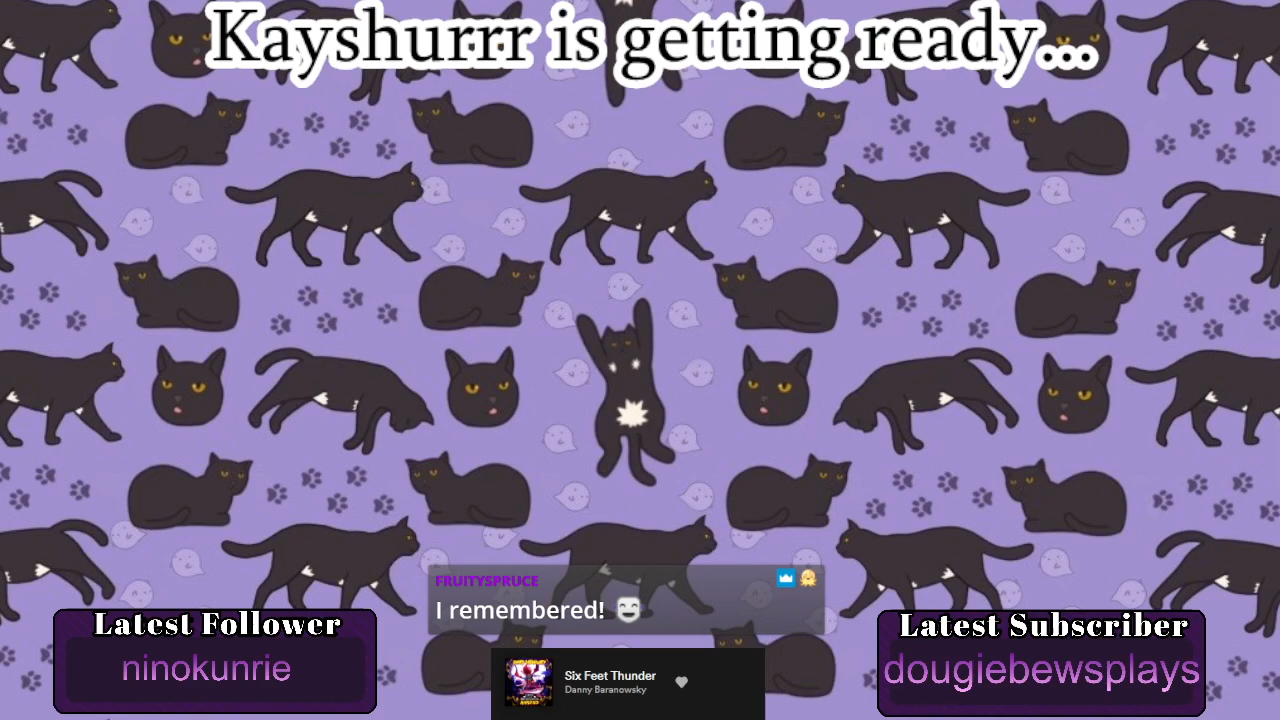 Kayshurrr is getting ready...
FRUITYSPRUCE
I remembered!
Latest Follower
ninokunrie
Latest Subscriber
dougiebewsplays
Six Feet Thunder
Danny Baranowsky